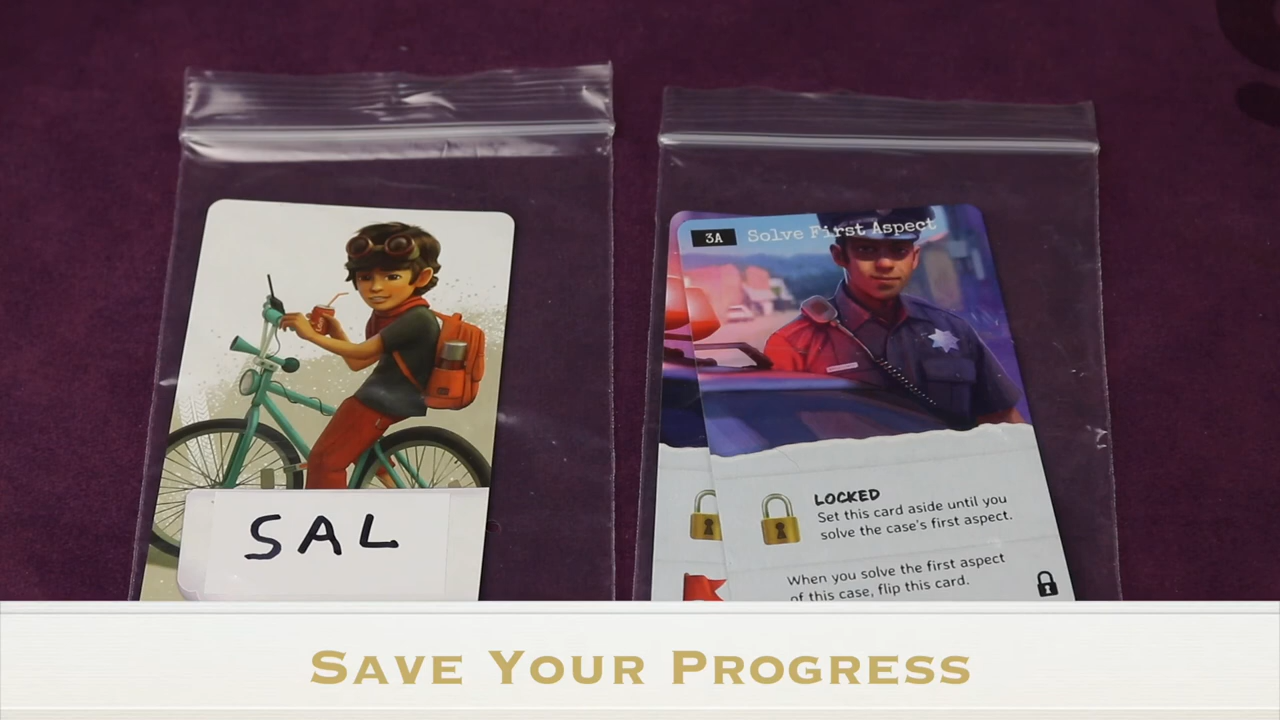 SAL
3A Solve First Aspect
LOCKED
Set this card aside until you
solve the case's first aspect.
When you solve the first aspect
of this case, flip this card.
Save Your Progress